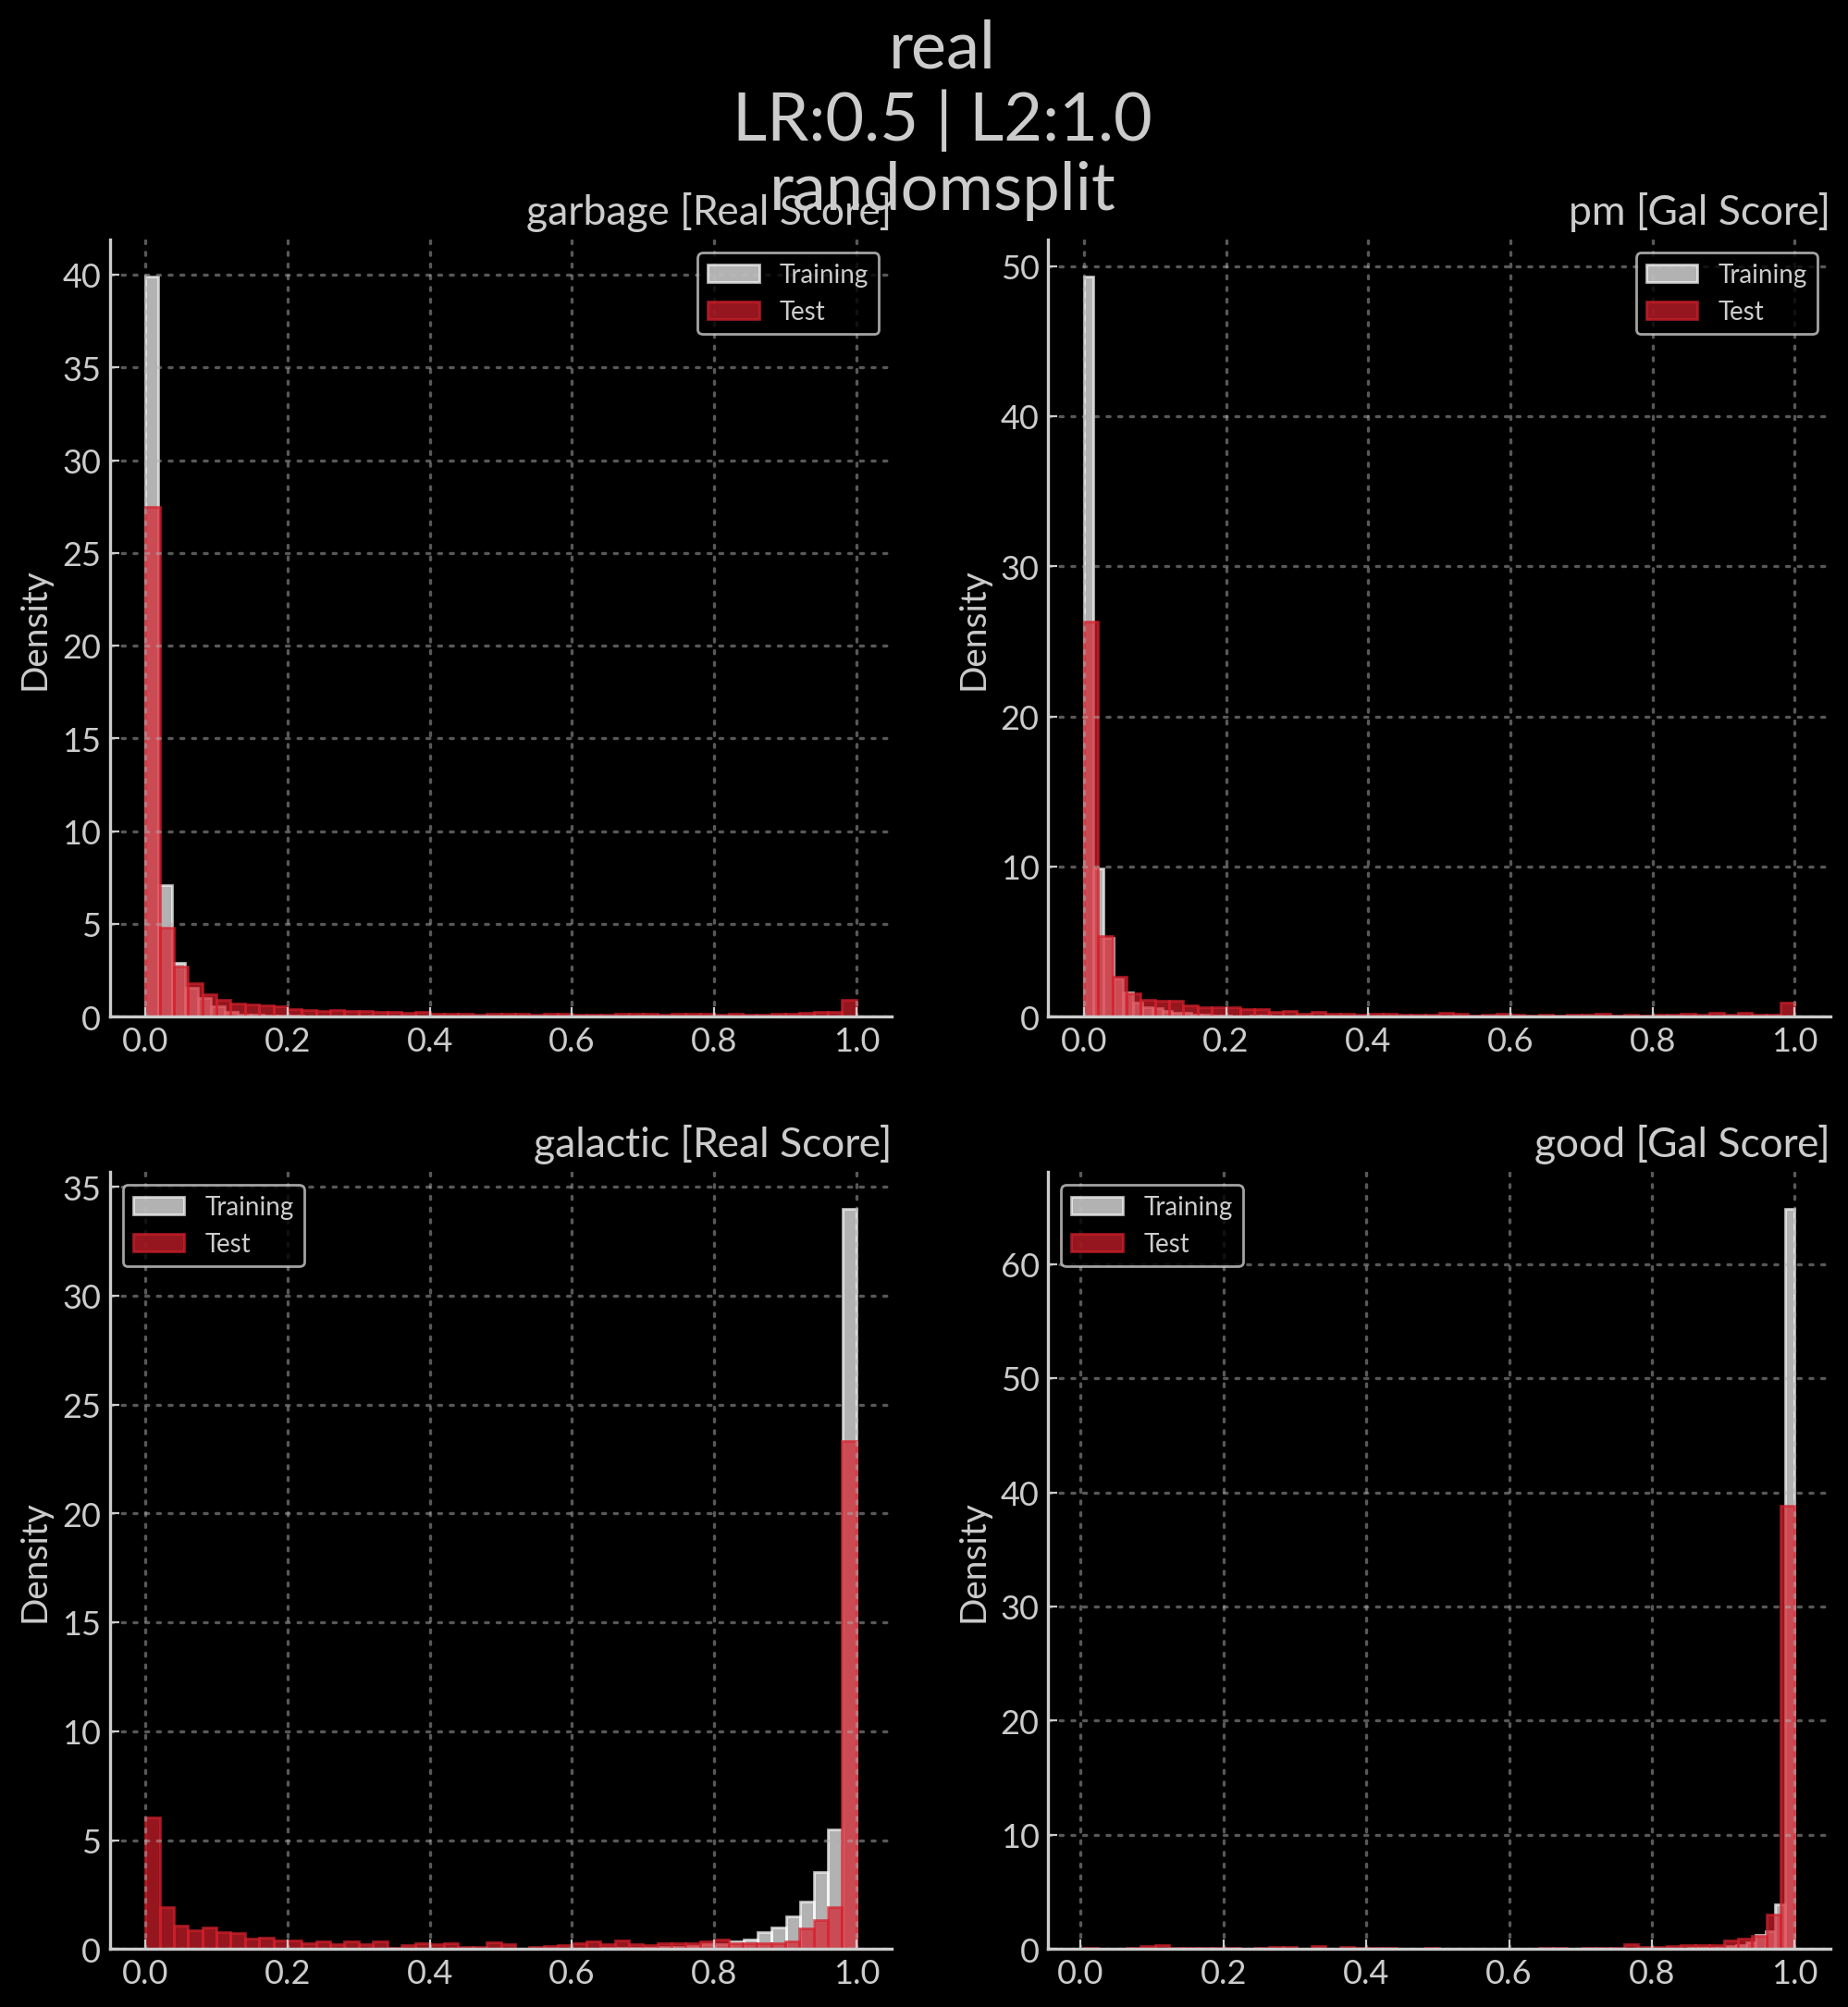 real
LR:0.5 | L2:1.0
randomsplit
garbage [Real Score]
Training
Test
Density
40
35
30
25
20
15
10
5
0
0.0 0.2 0.4 0.6 0.8 1.0
pm [Gal Score]
Training
Test
Density
50
40
30
20
10
0
0.0 0.2 0.4 0.6 0.8 1.0
galactic [Real Score]
Training
Test
Density
35
30
25
20
15
10
5
0
0.0 0.2 0.4 0.6 0.8 1.0
good [Gal Score]
Training
Test
Density
60
50
40
30
20
10
0
0.0 0.2 0.4 0.6 0.8 1.0